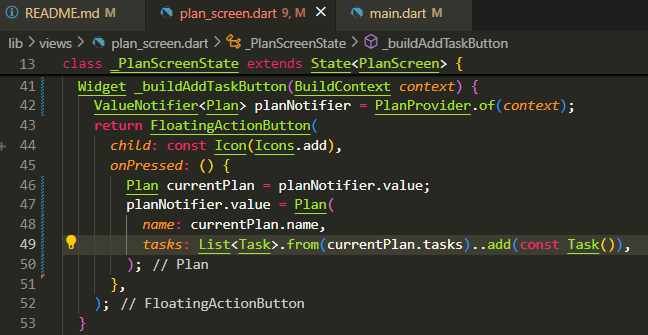 README.md M plan_screen.dart 9, M main.dart M
lib > views > plan_screen.dart > _PlanScreenState > _buildAddTaskButton
13 class _PlanScreenState extends State<PlanScreen> {
41 Widget _buildAddTaskButton(BuildContext context) {
42 ValueNotifier<Plan> planNotifier = PlanProvider.of(context);
43 return FloatingActionButton(
44 child: const Icon(Icons.add),
45 onPressed: () {
46 Plan currentPlan = planNotifier.value;
47 planNotifier.value = Plan(
48 name: currentPlan.name,
49 tasks: List<Task>.from(currentPlan.tasks)..add(const Task()),
50 ); // Plan
51 },
52 ); // FloatingActionButton
53 }